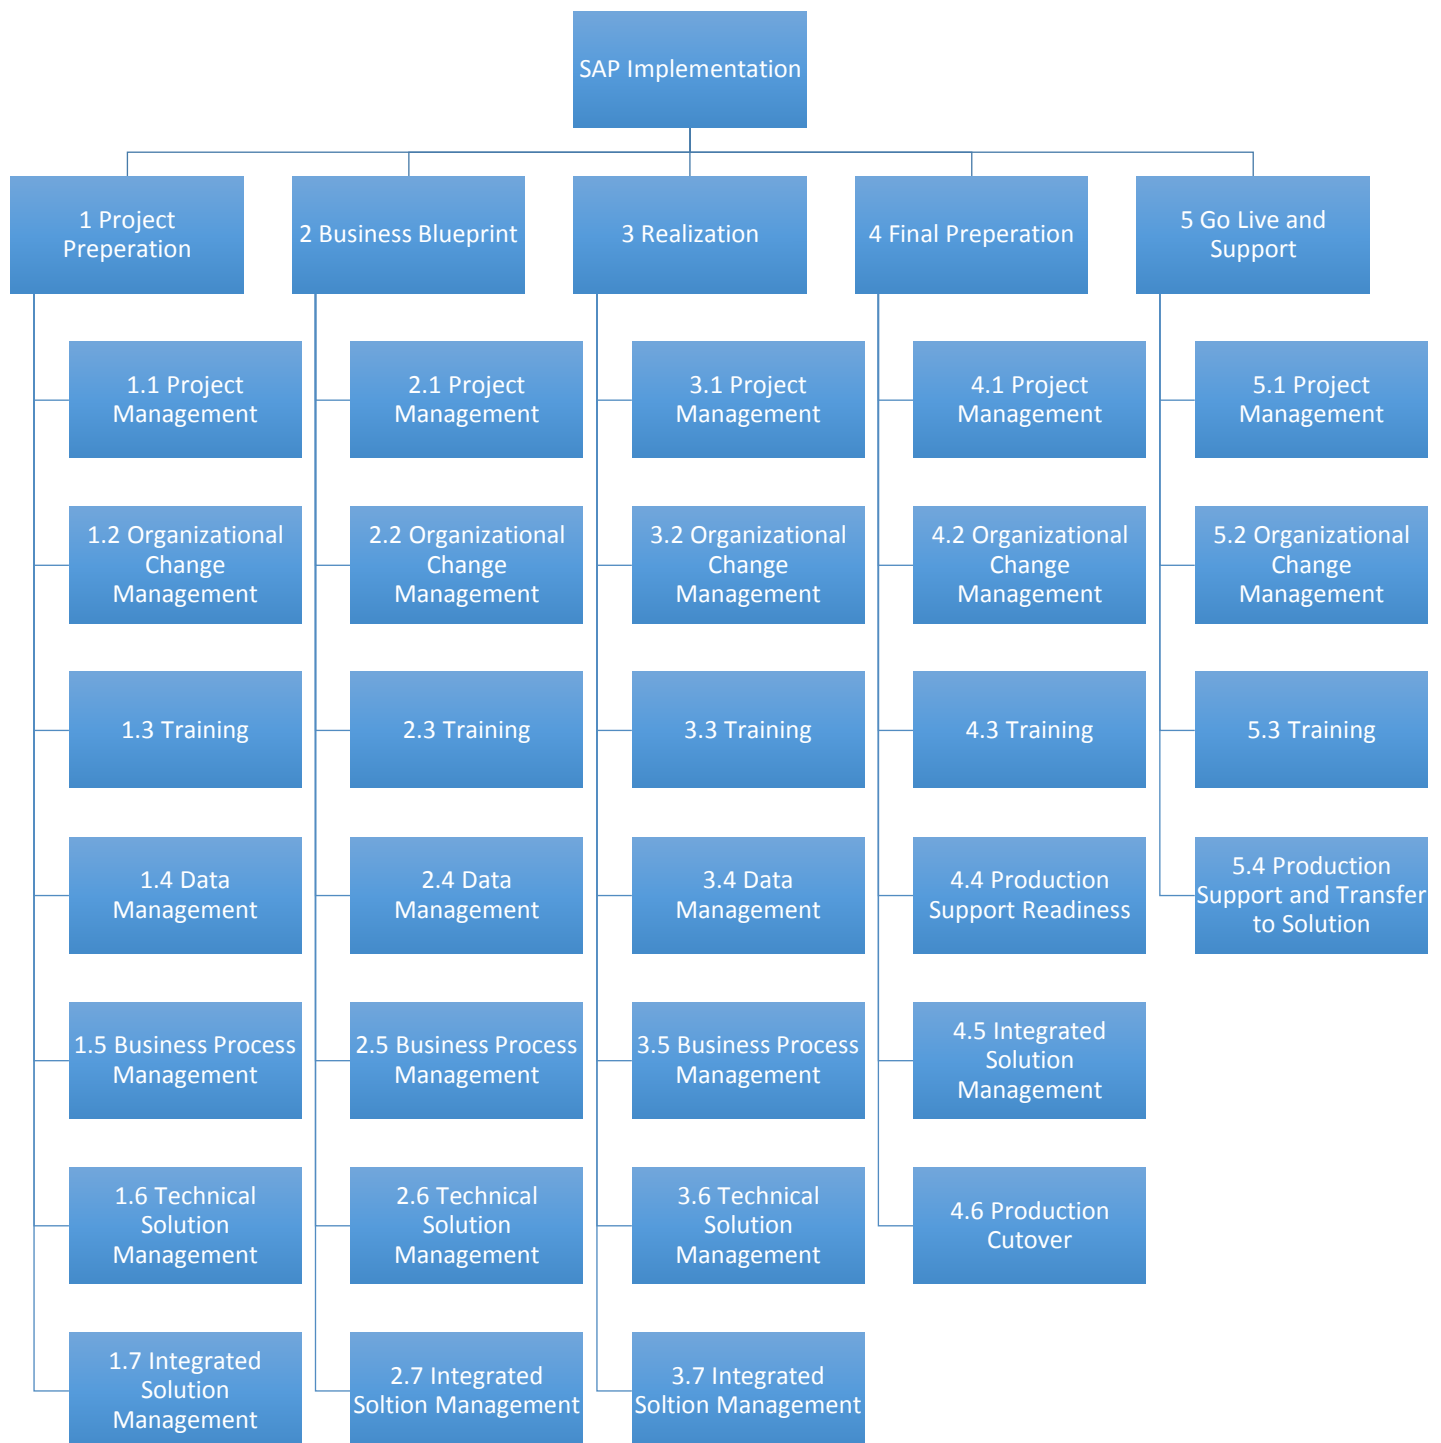 SAP Implementation
1 Project
Preperation
2 Business Blueprint
3 Realization
4 Final Preperation
5 Go Live and
Support
1.1 Project
Management
2.1 Project
Management
3.1 Project
Management
4.1 Project
Management
5.1 Project
Management
1.2 Organizational
Change
Management
2.2 Organizational
Change
Management
3.2 Organizational
Change
Management
4.2 Organizational
Change
Management
5.2 Organizational
Change
Management
1.3 Training
2.3 Training
3.3 Training
4.3 Training
5.3 Training
1.4 Data
Management
2.4 Data
Management
3.4 Data
Management
4.4 Production
Support Readiness
5.4 Production
Support and Transfer
to Solution
1.5 Business Process
Management
2.5 Business Process
Management
3.5 Business Process
Management
4.5 Integrated
Solution
Management
1.6 Technical
Solution
Management
2.6 Technical
Solution
Management
3.6 Technical
Solution
Management
4.6 Production
Cutover
1.7 Integrated
Solution
Management
2.7 Integrated
Soltion Management
3.7 Integrated
Soltion Management